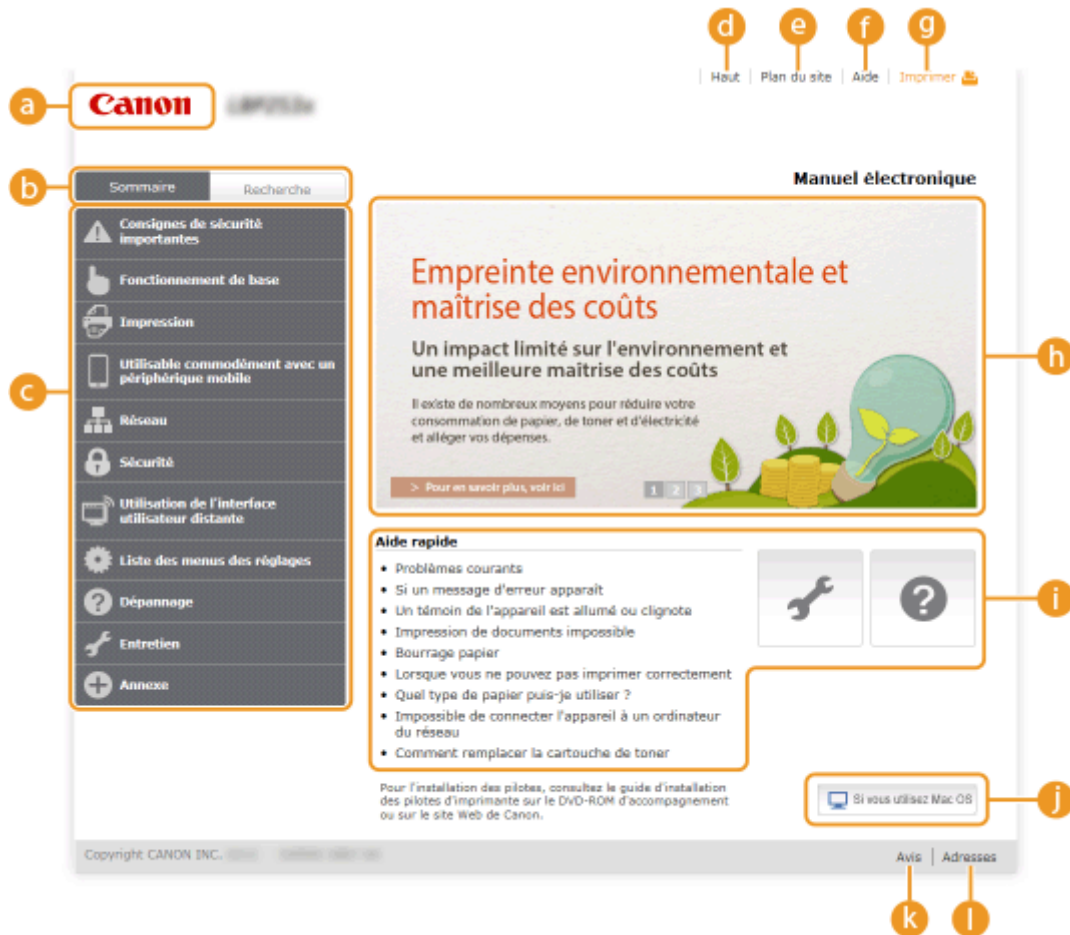 d e f g
Haut | Plan du site | Aide | Imprimer
a
Canon
b
Sommaire
Recherche
Manuel électronique
c
Consignes de sécurité
importantes
Fonctionnement de base
Impression
Utilisable commodément avec un
périphérique mobile
Réseau
Sécurité
Utilisation de l'interface
utilisateur distante
Liste des menus des réglages
Dépannage
Entretien
Annexe
Empreinte environnementale et
maîtrise des coûts
Un impact limité sur l'environnement et
une meilleure maîtrise des coûts
Il existe de nombreux moyens pour réduire votre
consommation de papier, de toner et d'électricité
et alléger vos dépenses.
> Pour en savoir plus, voir ici
1 2 3
h
Aide rapide
• Problèmes courants
• Si un message d'erreur apparaît
• Un témoin de l'appareil est allumé ou clignote
• Impression de documents impossible
• Bourrage papier
• Lorsque vous ne pouvez pas imprimer correctement
• Quel type de papier puis-je utiliser ?
• Impossible de connecter l'appareil à un ordinateur
du réseau
• Comment remplacer la cartouche de toner
?
i
Pour l'installation des pilotes, consultez le guide d'installation
des pilotes d'imprimante sur le DVD-ROM d'accompagnement
ou sur le site Web de Canon.
Si vous utilisez Mac OS
j
Copyright CANON INC.
Avis | Adresses
k l